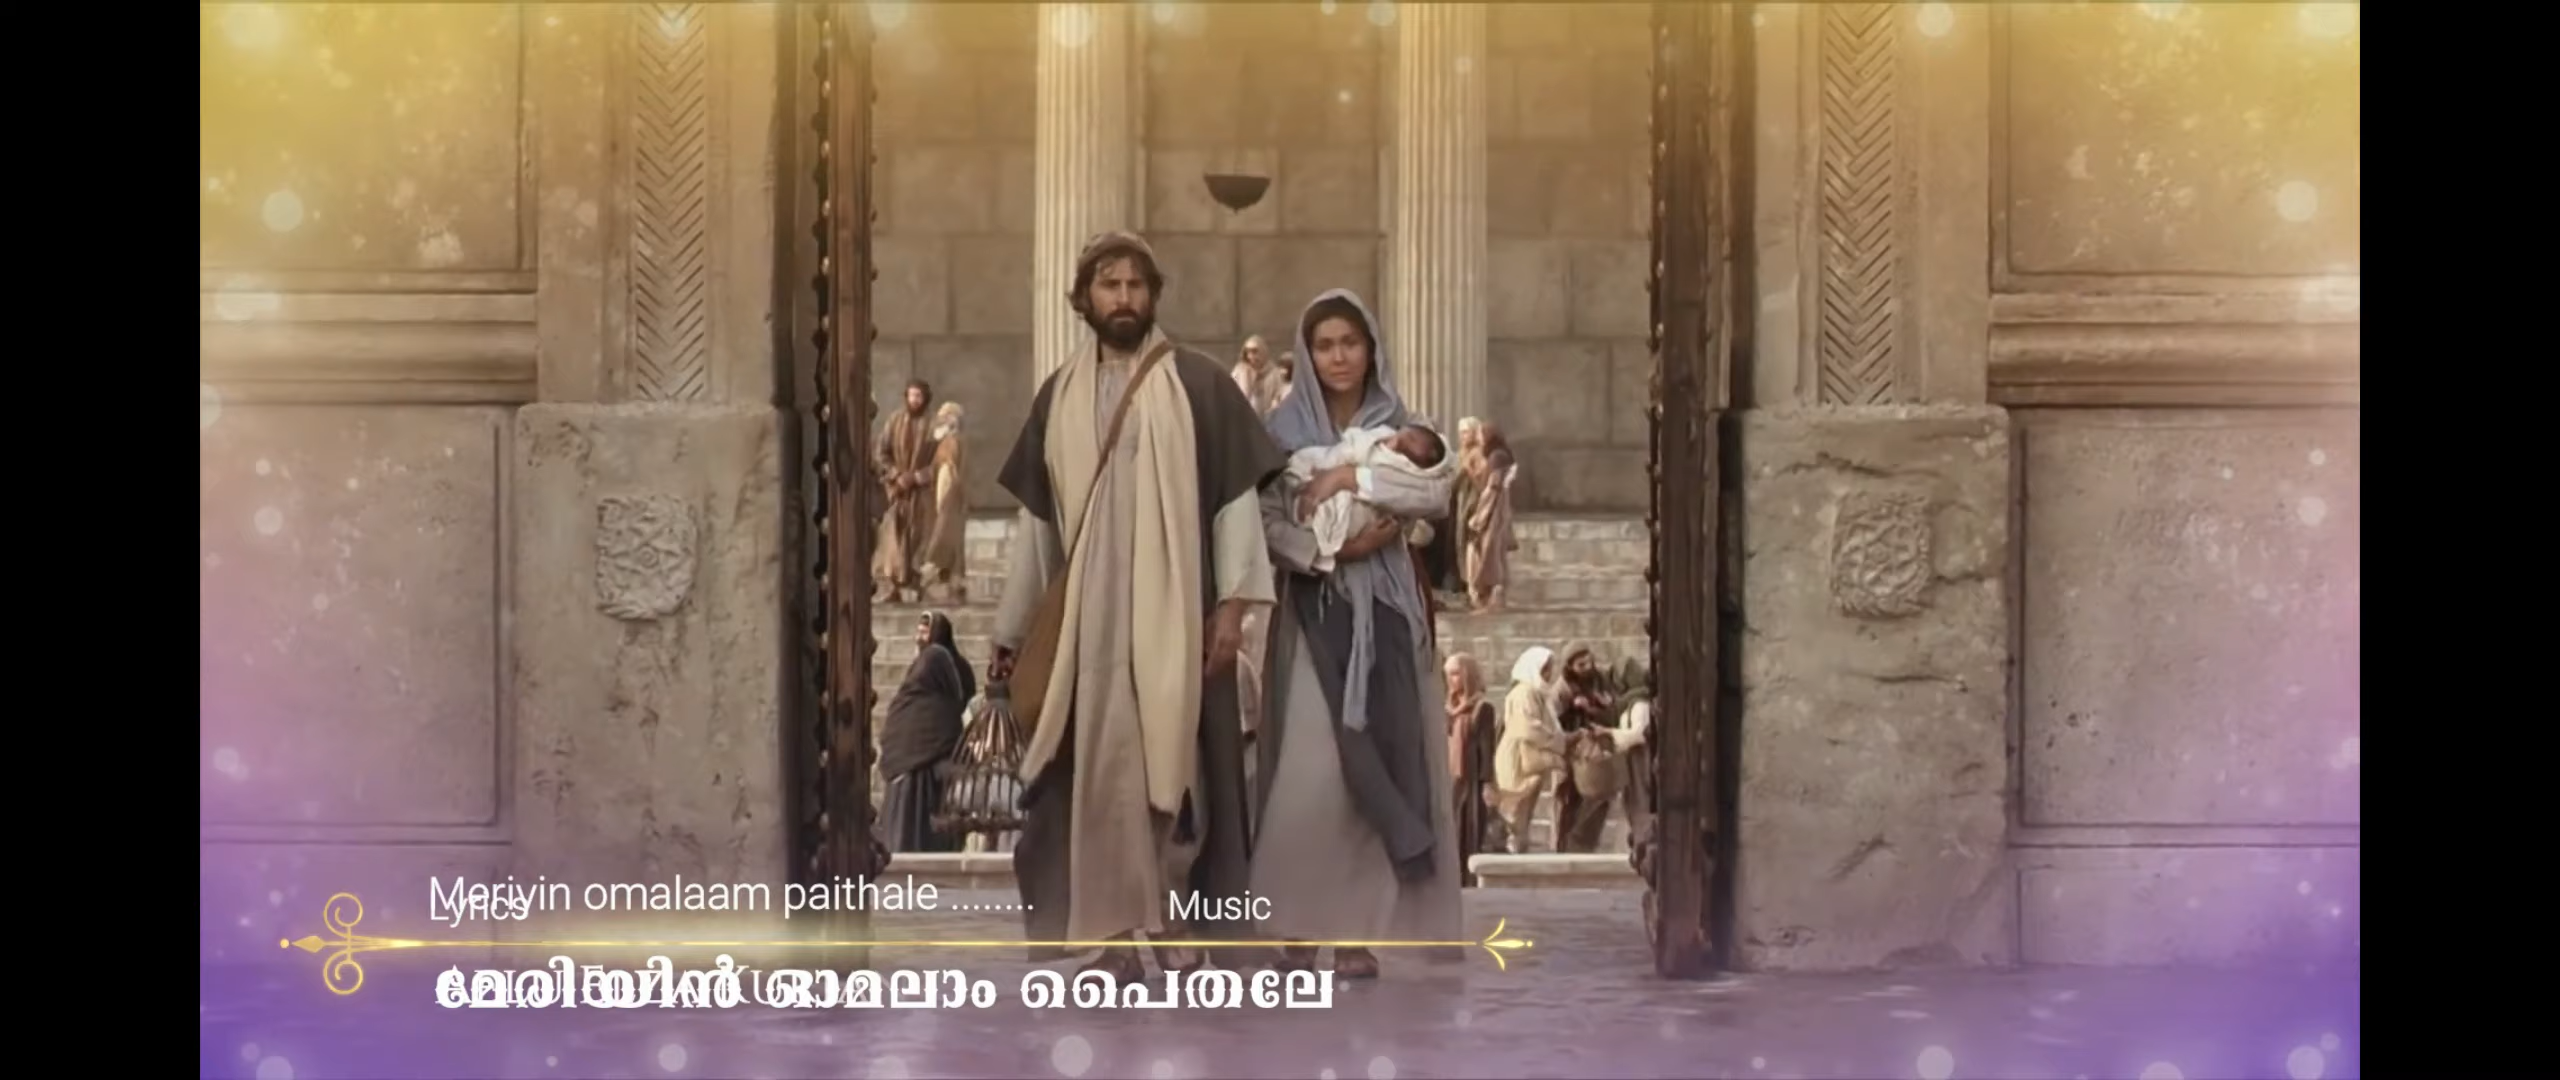 Meriyin omalaam paithale ........
Lyrics
Music
മേരിയിൻ ഓമലാം പൈതലേ